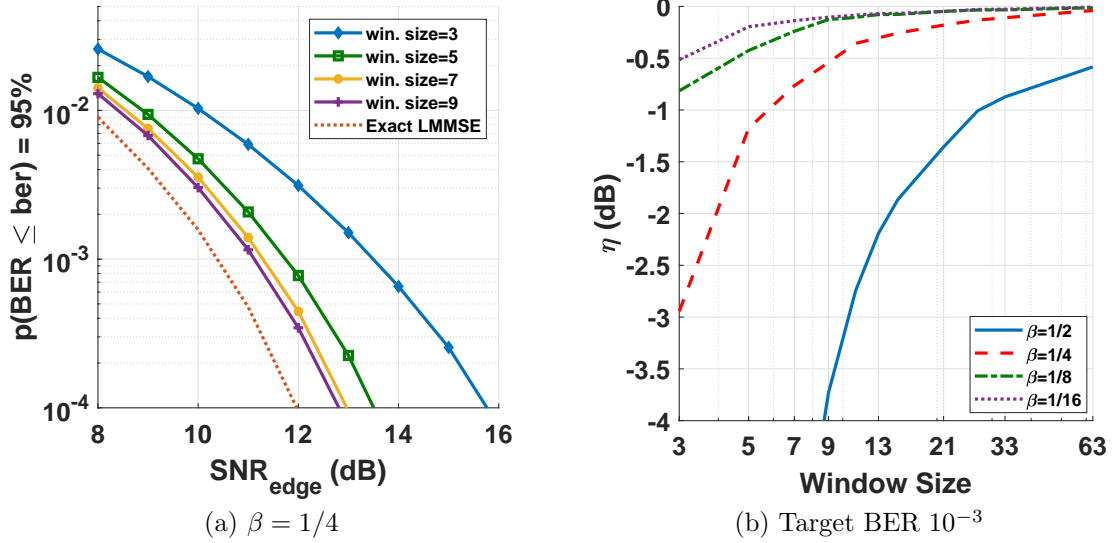 p(BER ≤ ber) = 95%
10^-2
10^-3
10^-4
8 10 12 14 16
SNR_edge (dB)
win. size=3
win. size=5
win. size=7
win. size=9
Exact LMMSE
(a) β = 1/4
η (dB)
0
-0.5
-1
-1.5
-2
-2.5
-3
-3.5
-4
3 5 7 9 13 21 33 63
Window Size
β=1/2
β=1/4
β=1/8
β=1/16
(b) Target BER 10^−3